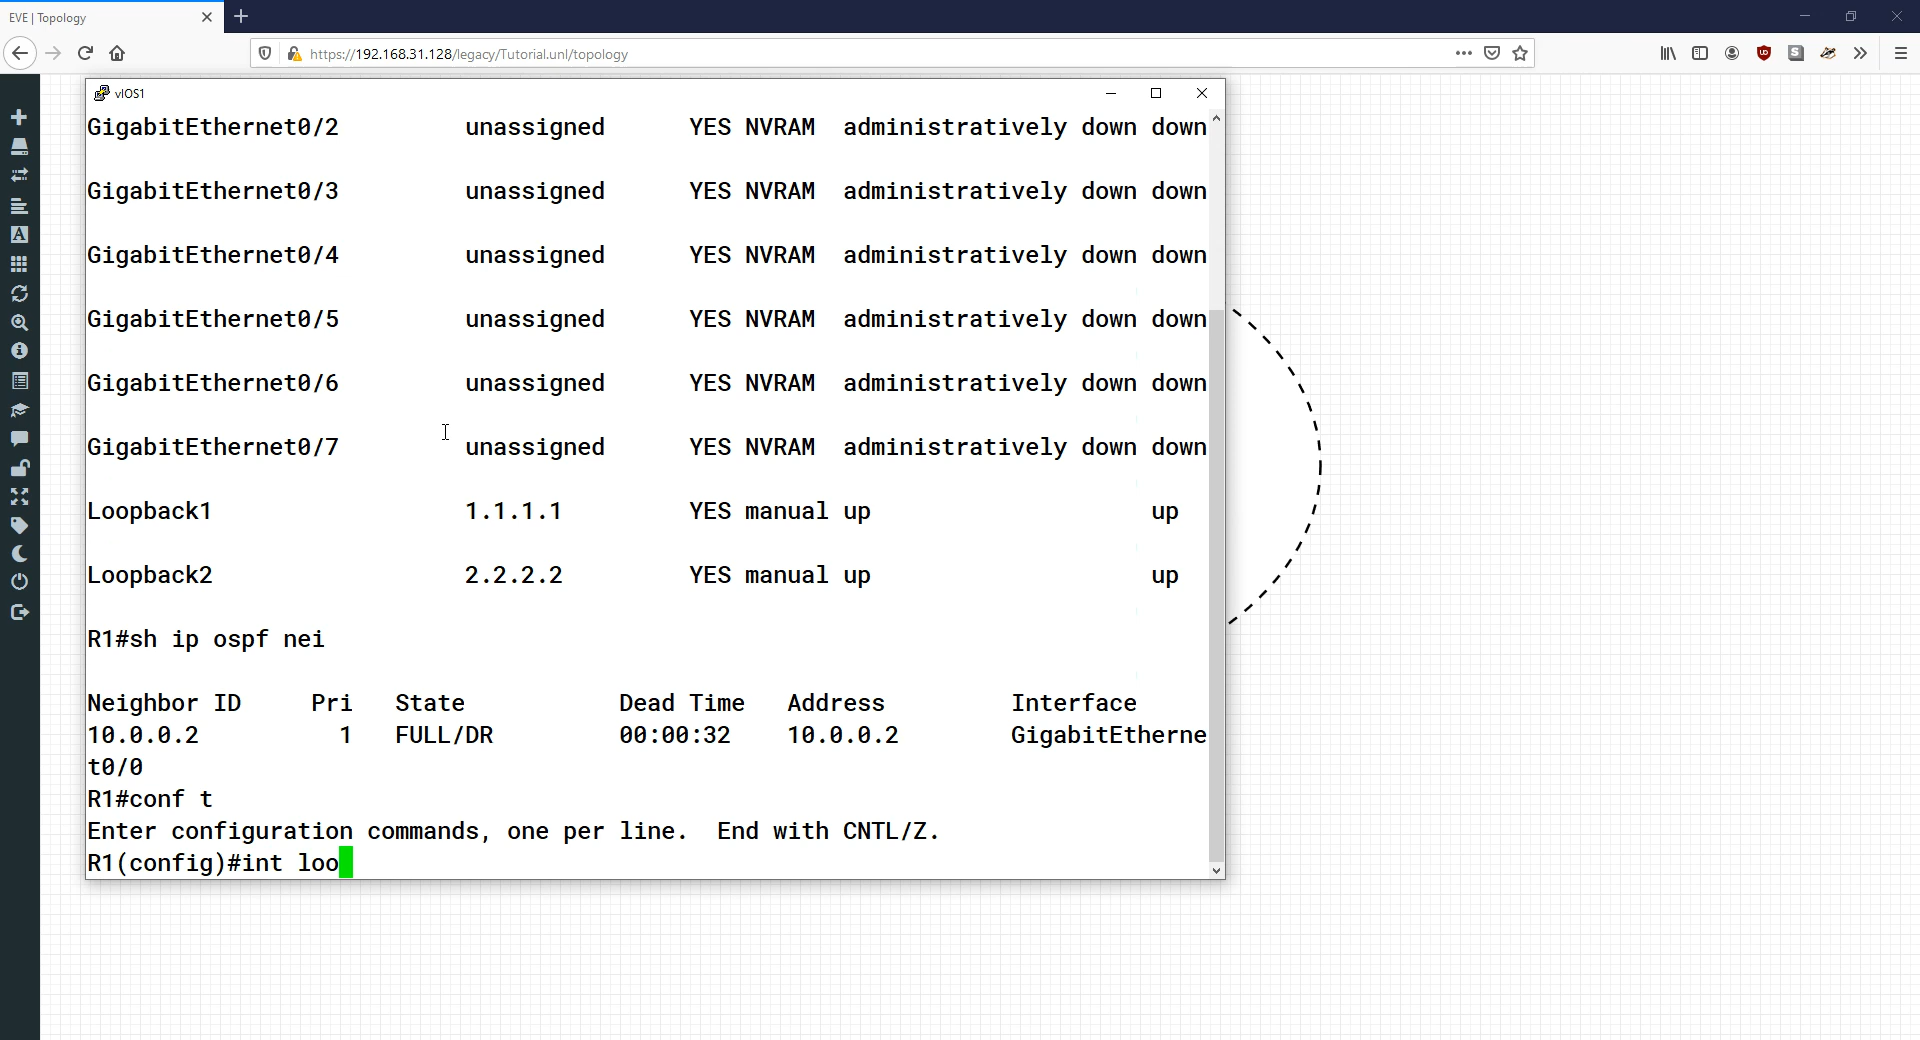 EVE | Topology
https://192.168.31.128/legacy/Tutorial.unl/topology
vIOS1
GigabitEthernet0/2 unassigned YES NVRAM administratively down down
GigabitEthernet0/3 unassigned YES NVRAM administratively down down
GigabitEthernet0/4 unassigned YES NVRAM administratively down down
GigabitEthernet0/5 unassigned YES NVRAM administratively down down
GigabitEthernet0/6 unassigned YES NVRAM administratively down down
GigabitEthernet0/7 unassigned YES NVRAM administratively down down
Loopback1 1.1.1.1 YES manual up up
Loopback2 2.2.2.2 YES manual up up
R1#sh ip ospf nei
Neighbor ID Pri State Dead Time Address Interface
10.0.0.2 1 FULL/DR 00:00:32 10.0.0.2 GigabitEtherne
t0/0
R1#conf t
Enter configuration commands, one per line. End with CNTL/Z.
R1(config)#int loo